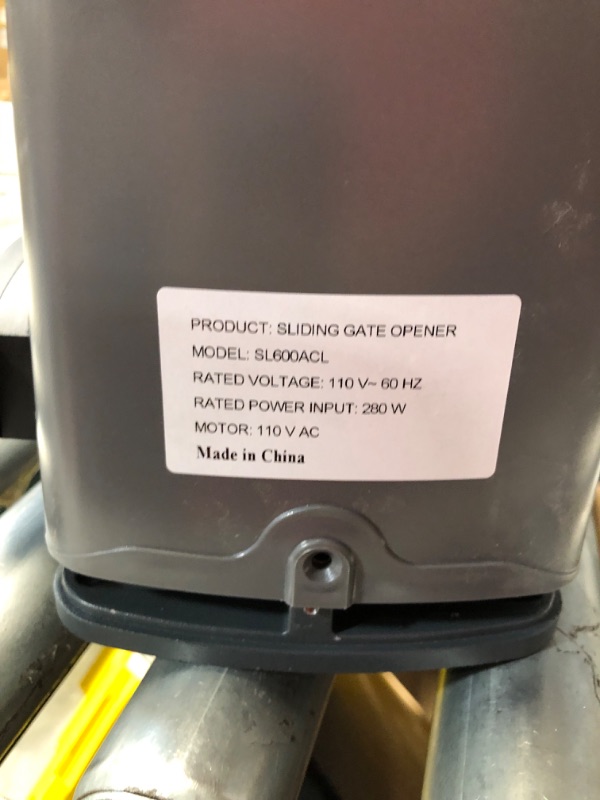 PRODUCT: SLIDING GATE OPENER
MODEL: SL600ACL
RATED VOLTAGE: 110 V~ 60 HZ
RATED POWER INPUT: 280 W
MOTOR: 110 V AC
Made in China